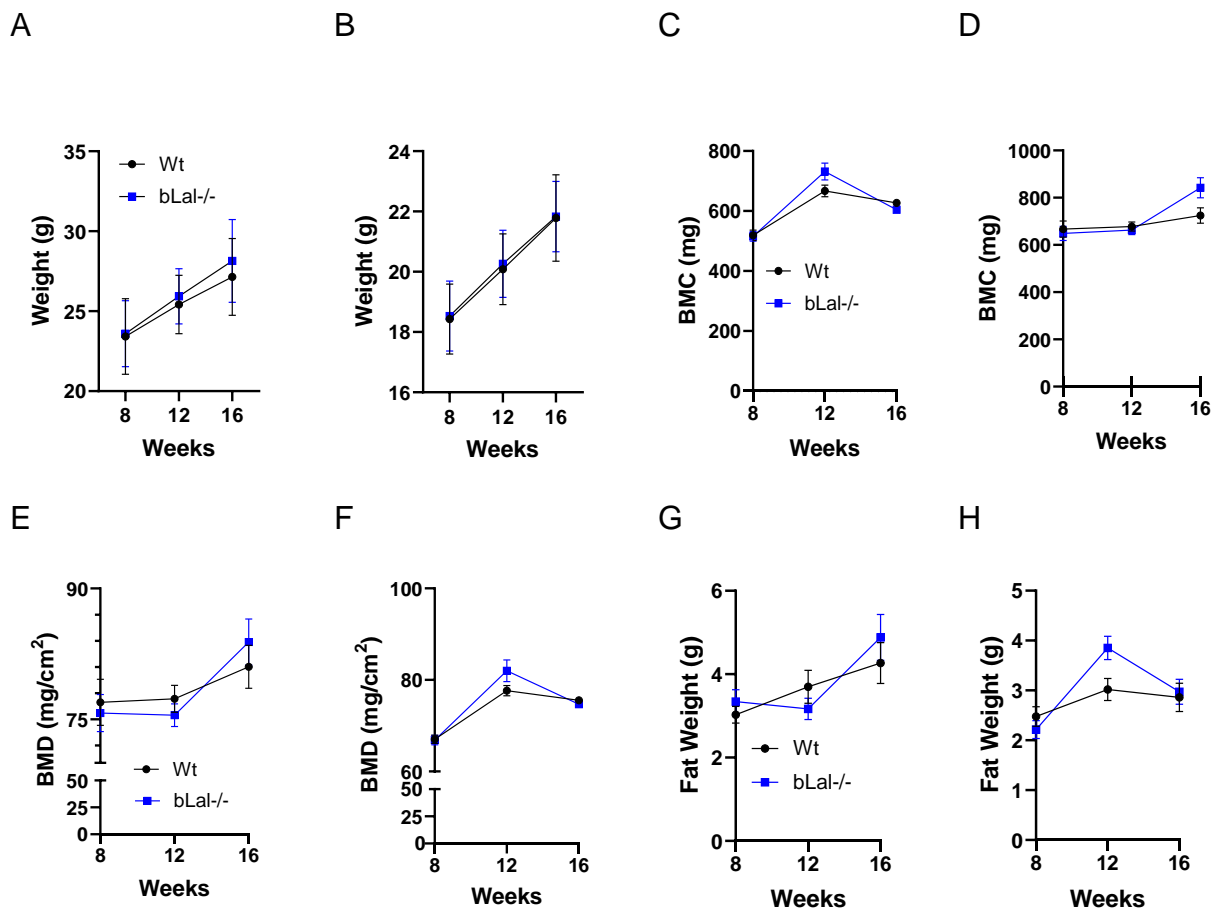 A
B
C
D
35
30
25
20
Weight (g)
Wt
bLal-/-
8
12
16
Weeks
24
22
20
18
16
Weight (g)
8
12
16
Weeks
800
600
400
200
0
BMC (mg)
Wt
bLal-/-
8
12
16
Weeks
1000
800
600
400
200
0
BMC (mg)
8
12
16
Weeks
E
F
G
H
90
75
50
25
0
BMD (mg/cm²)
Wt
bLal-/-
8
12
16
Weeks
100
80
60
50
25
0
BMD (mg/cm²)
8
12
16
Weeks
6
4
2
0
Fat Weight (g)
Wt
bLal-/-
8
12
16
Weeks
5
4
3
2
1
0
Fat Weight (g)
8
12
16
Weeks